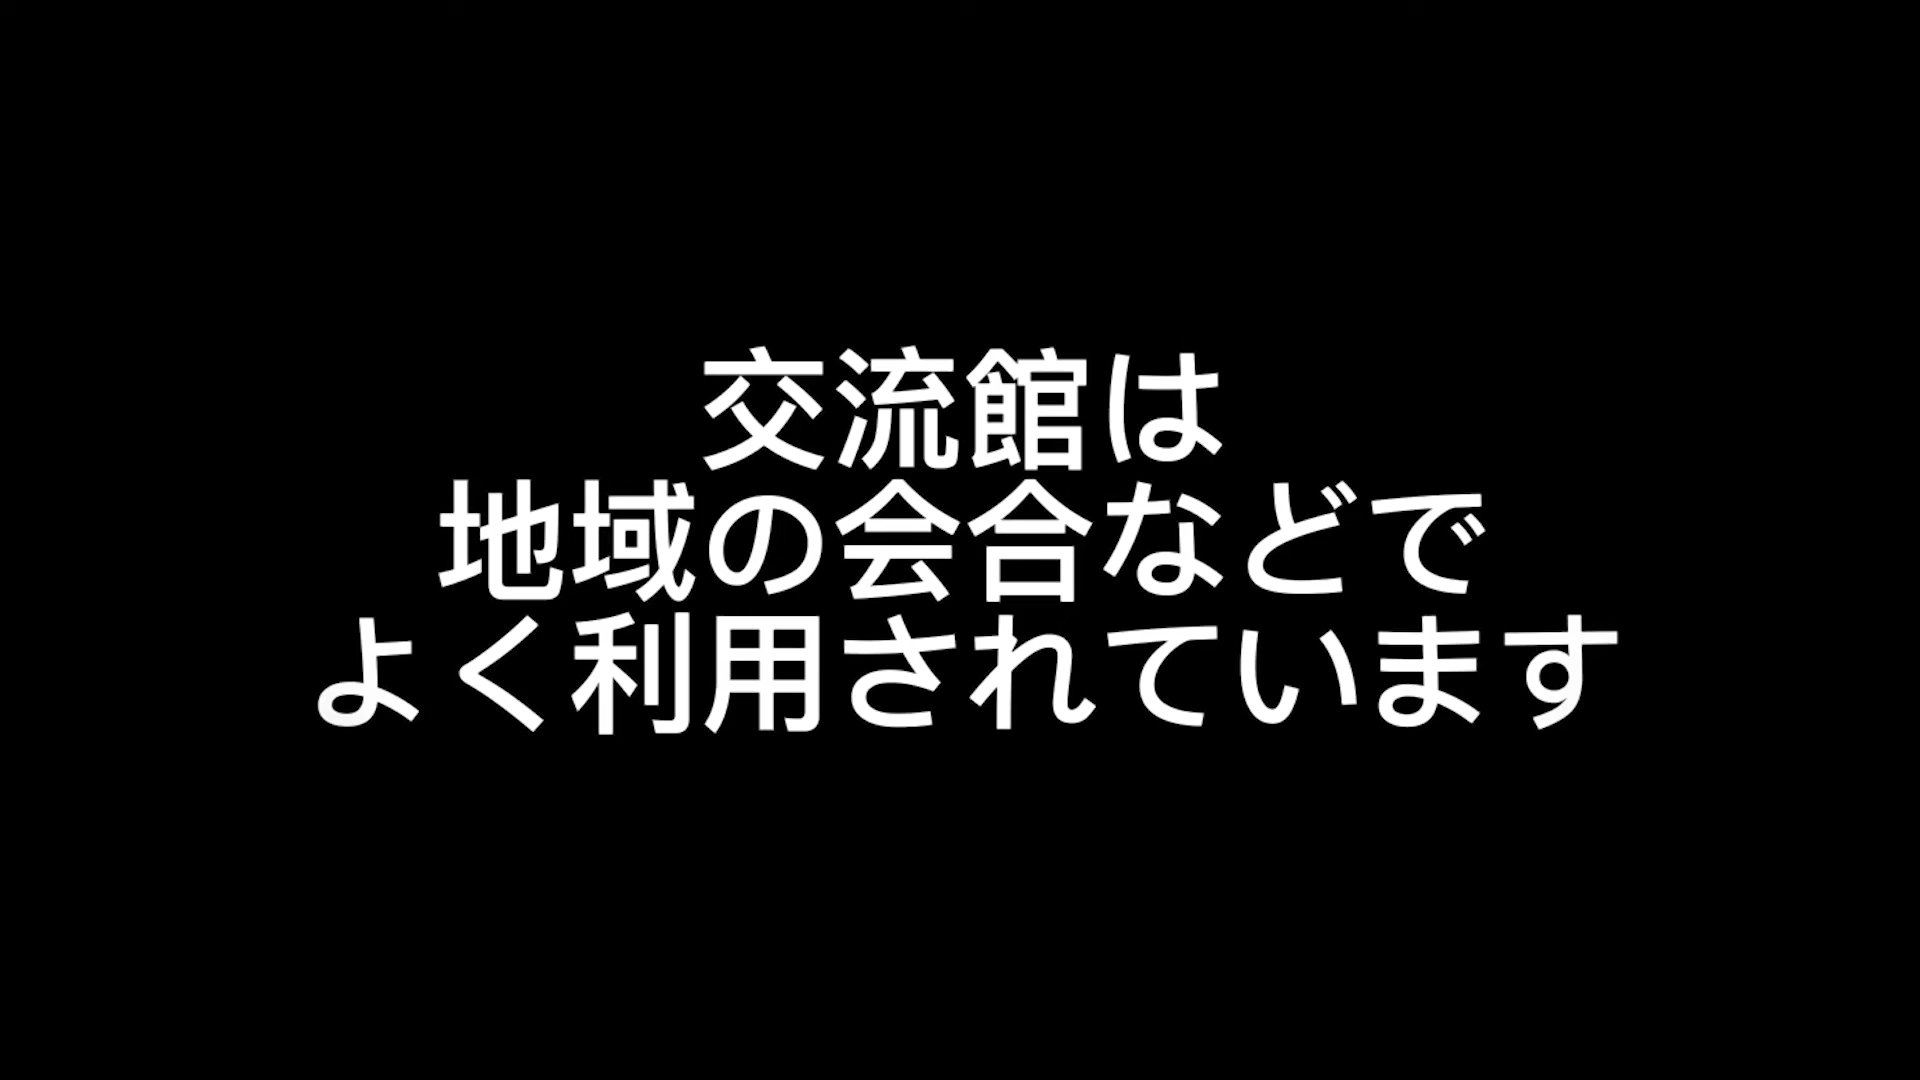 交流館は
地域の会合などで
よく利用されています